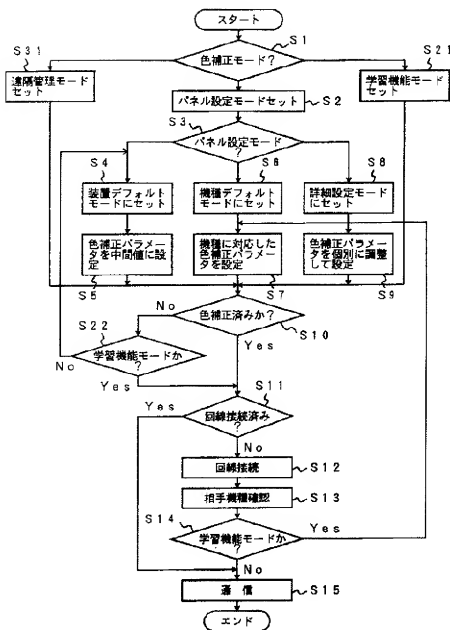 スタート
S1
色補正モード?
S31
遠隔管理モード
セット
S21
学習機能モード
セット
パネル設定モードセット
S2
S3
パネル設定モード
?
S4
装置デフォルト
モードにセット
S6
機種デフォルト
モードにセット
S8
詳細設定モード
にセット
色補正パラメー
タを中間値に設
定
S5
機種に対応した
色補正パラメー
タを設定
S7
色補正パラメー
タを個別に調整
して設定
S9
No
色補正済みか?
S10
Yes
S22
学習機能モードか
?
No
Yes
S11
回線接続済み
?
Yes
No
回線接続
S12
相手機種確認
S13
S14
学習機能モードか
?
Yes
No
通信
S15
エンド